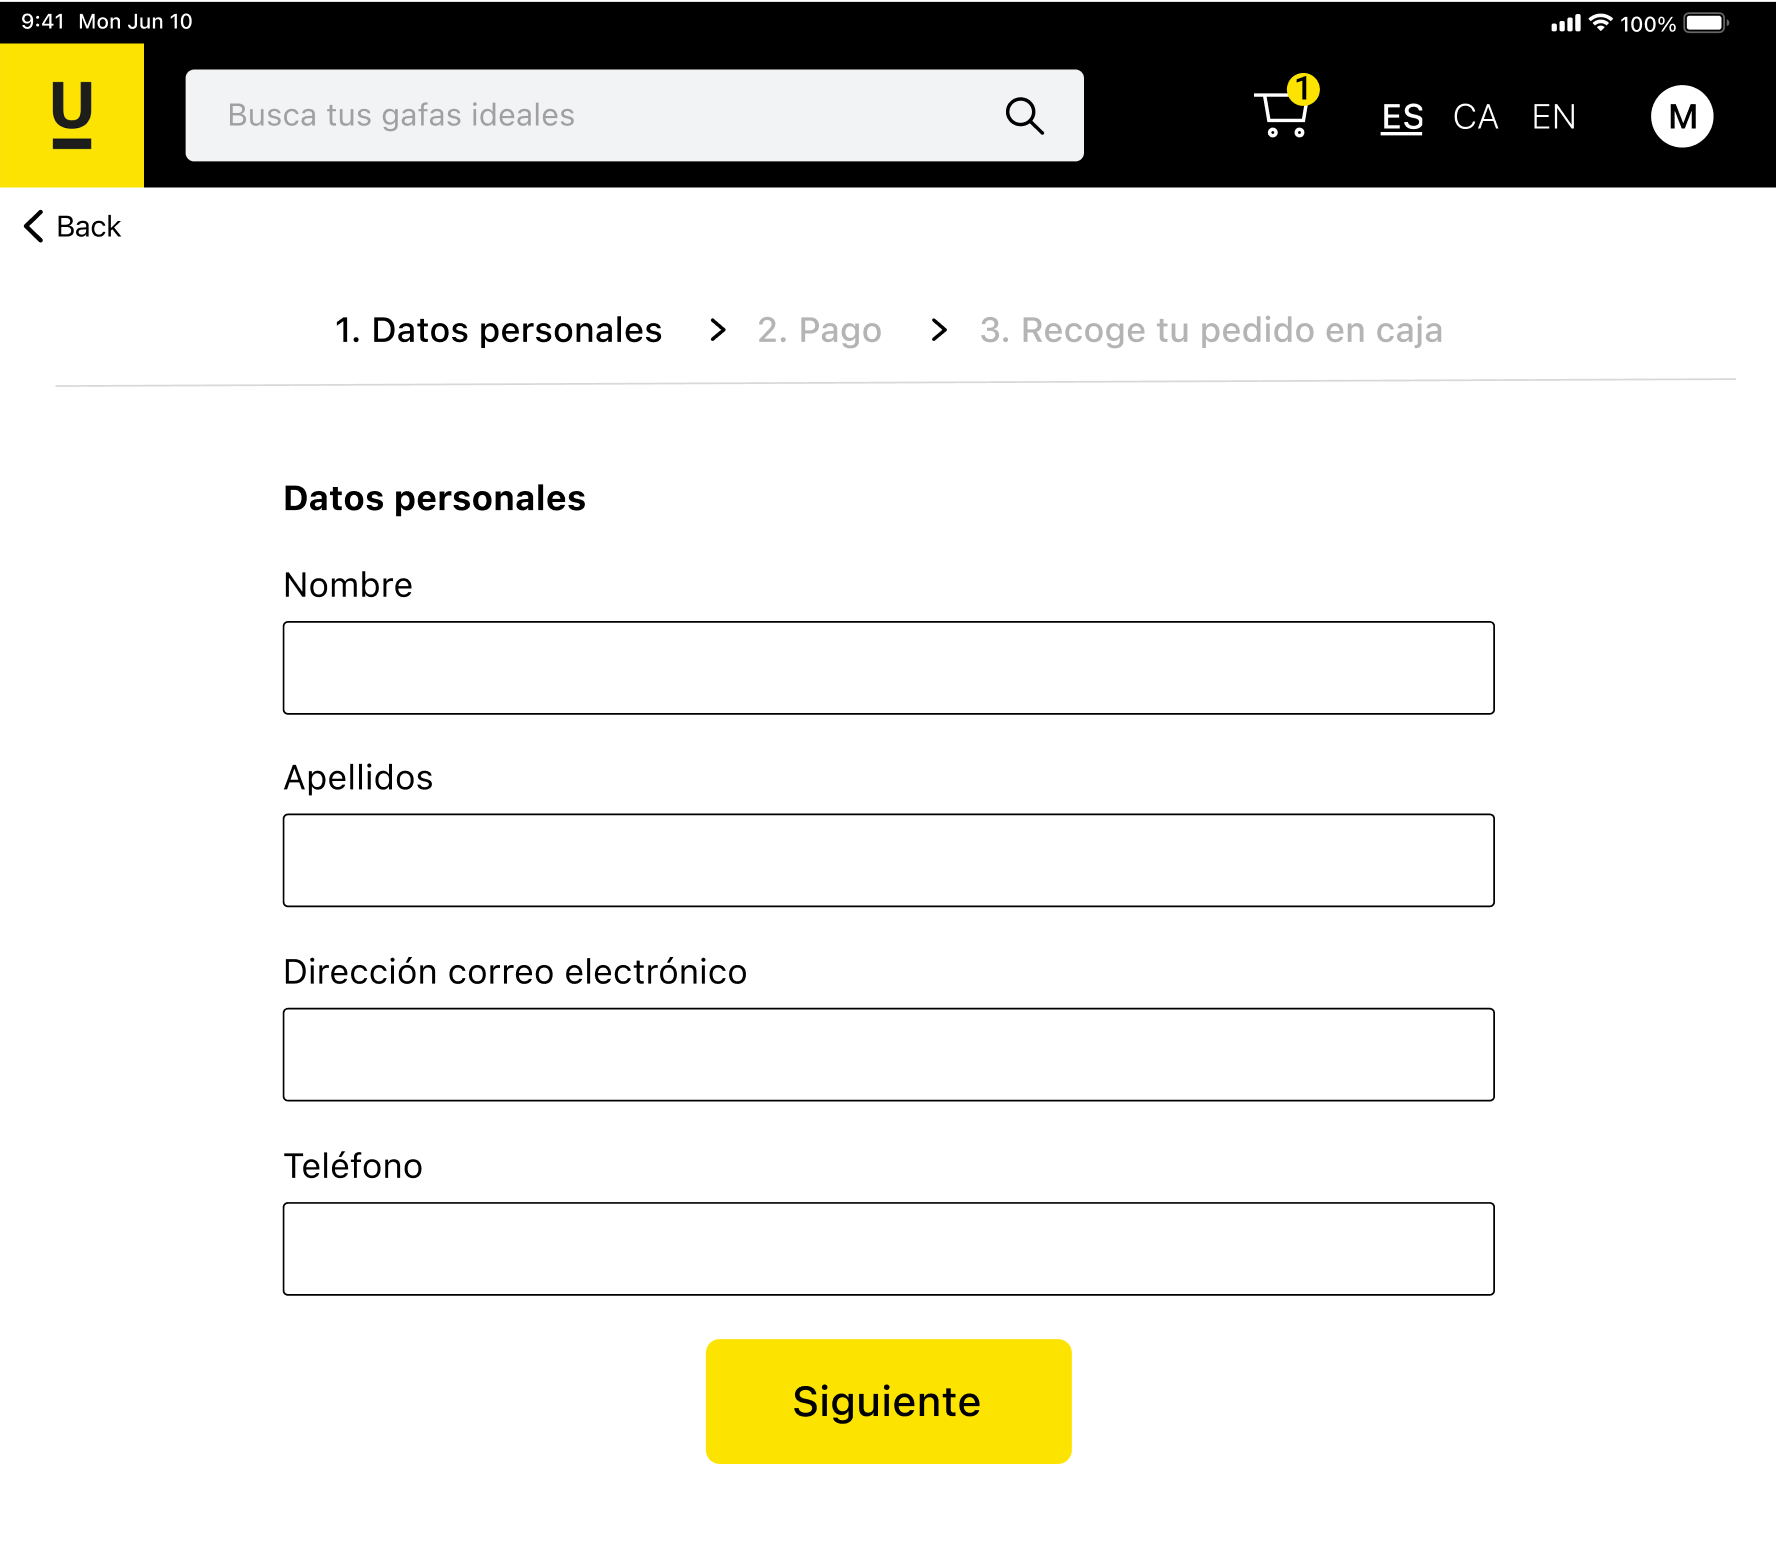 9:41 Mon Jun 10
100%
U
Busca tus gafas ideales
1
ES CA EN
M
Back
1. Datos personales > 2. Pago > 3. Recoge tu pedido en caja
Datos personales
Nombre
Apellidos
Dirección correo electrónico
Teléfono
Siguiente